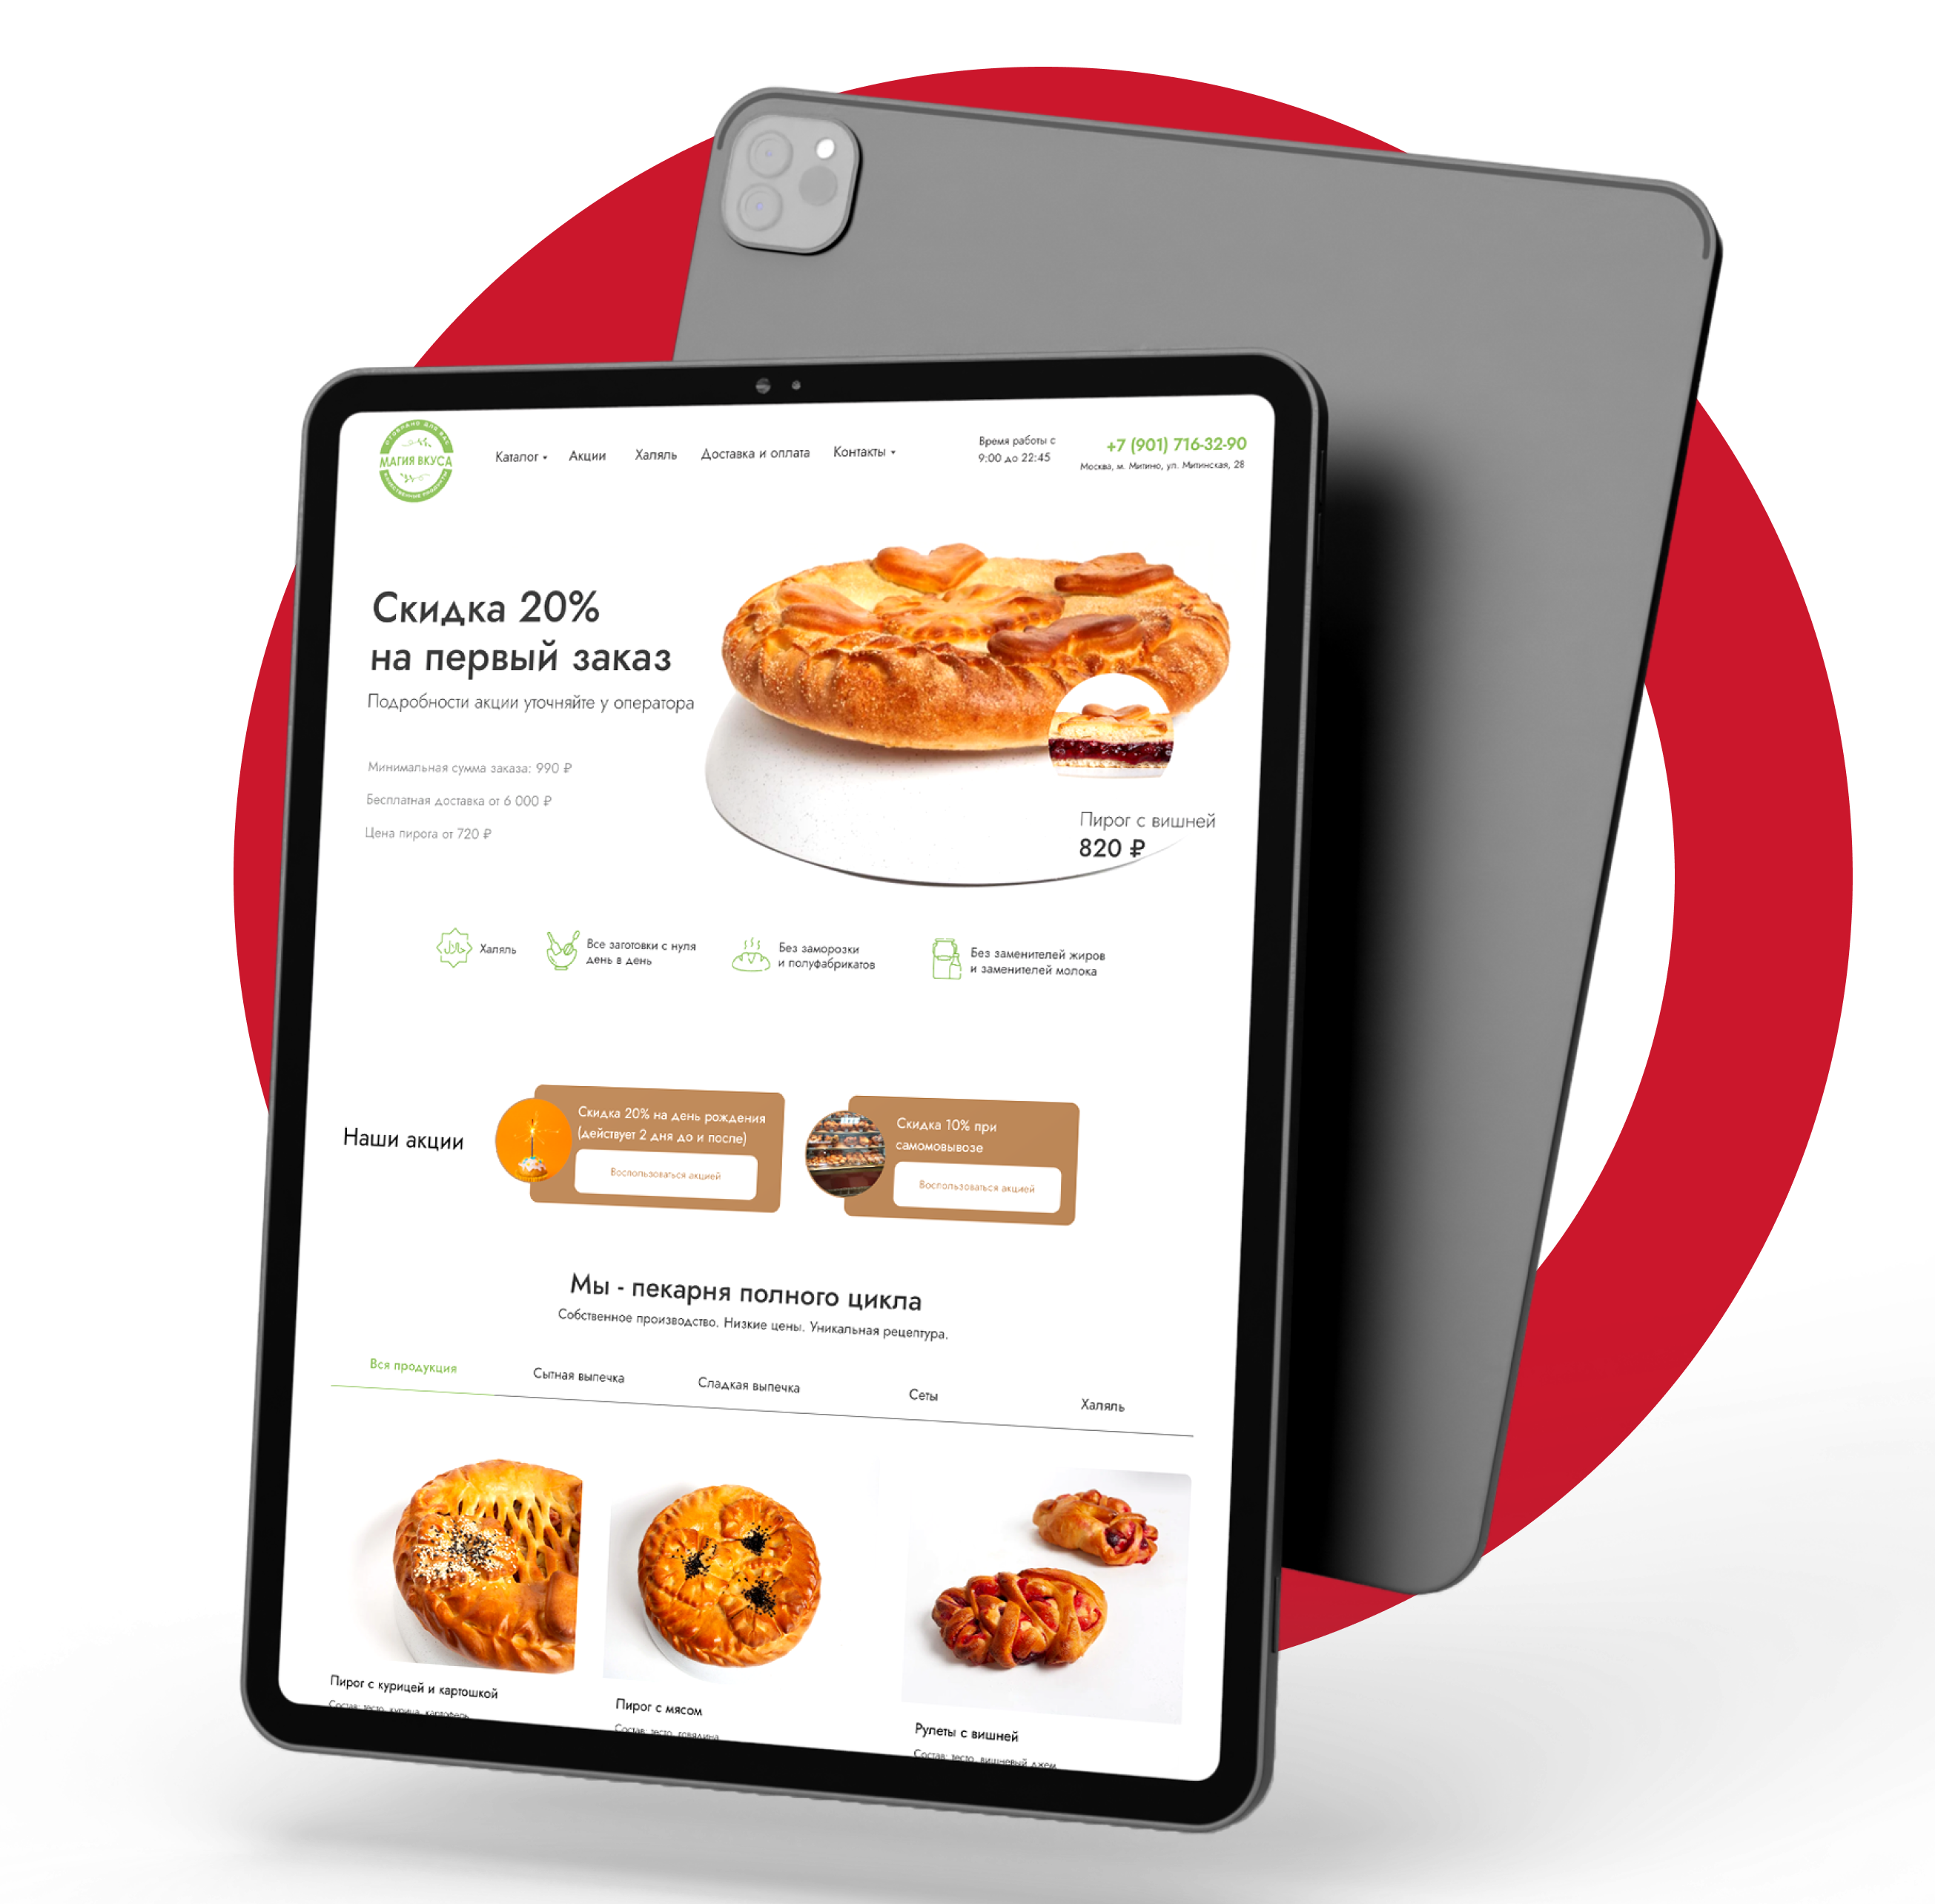 ОТОБРАНО ДЛЯ ВАС
МАГИЯ ВКУСА
КАЧЕСТВЕННЫЕ ПРОДУКТЫ
Каталог
Акции
Халяль
Доставка и оплата
Контакты
Время работы с
9:00 до 22:45
+7 (901) 716-32-90
Москва, м. Митино, ул. Митинская, 28
Скидка 20%
на первый заказ
Подробности акции уточняйте у оператора
Минимальная сумма заказа: 990 ₽
Бесплатная доставка от 6 000 ₽
Цена пирога от 720 ₽
Пирог с вишней
820 ₽
Халяль
Все заготовки с нуля
день в день
Без заморозки
и полуфабрикатов
Без заменителей жиров
и заменителей молока
Наши акции
Скидка 20% на день рождения
(действует 2 дня до и после)
Воспользоваться акцией
Скидка 10% при
самомовывозе
Воспользоваться акцией
Мы - пекарня полного цикла
Собственное производство. Низкие цены. Уникальная рецептура.
Вся продукция
Сытная выпечка
Сладкая выпечка
Сеты
Халяль
Пирог с курицей и картошкой
Состав: тесто, курица, картофель,
Пирог с мясом
Состав: тесто, говядина,
Рулеты с вишней
Состав: тесто, вишневый джем